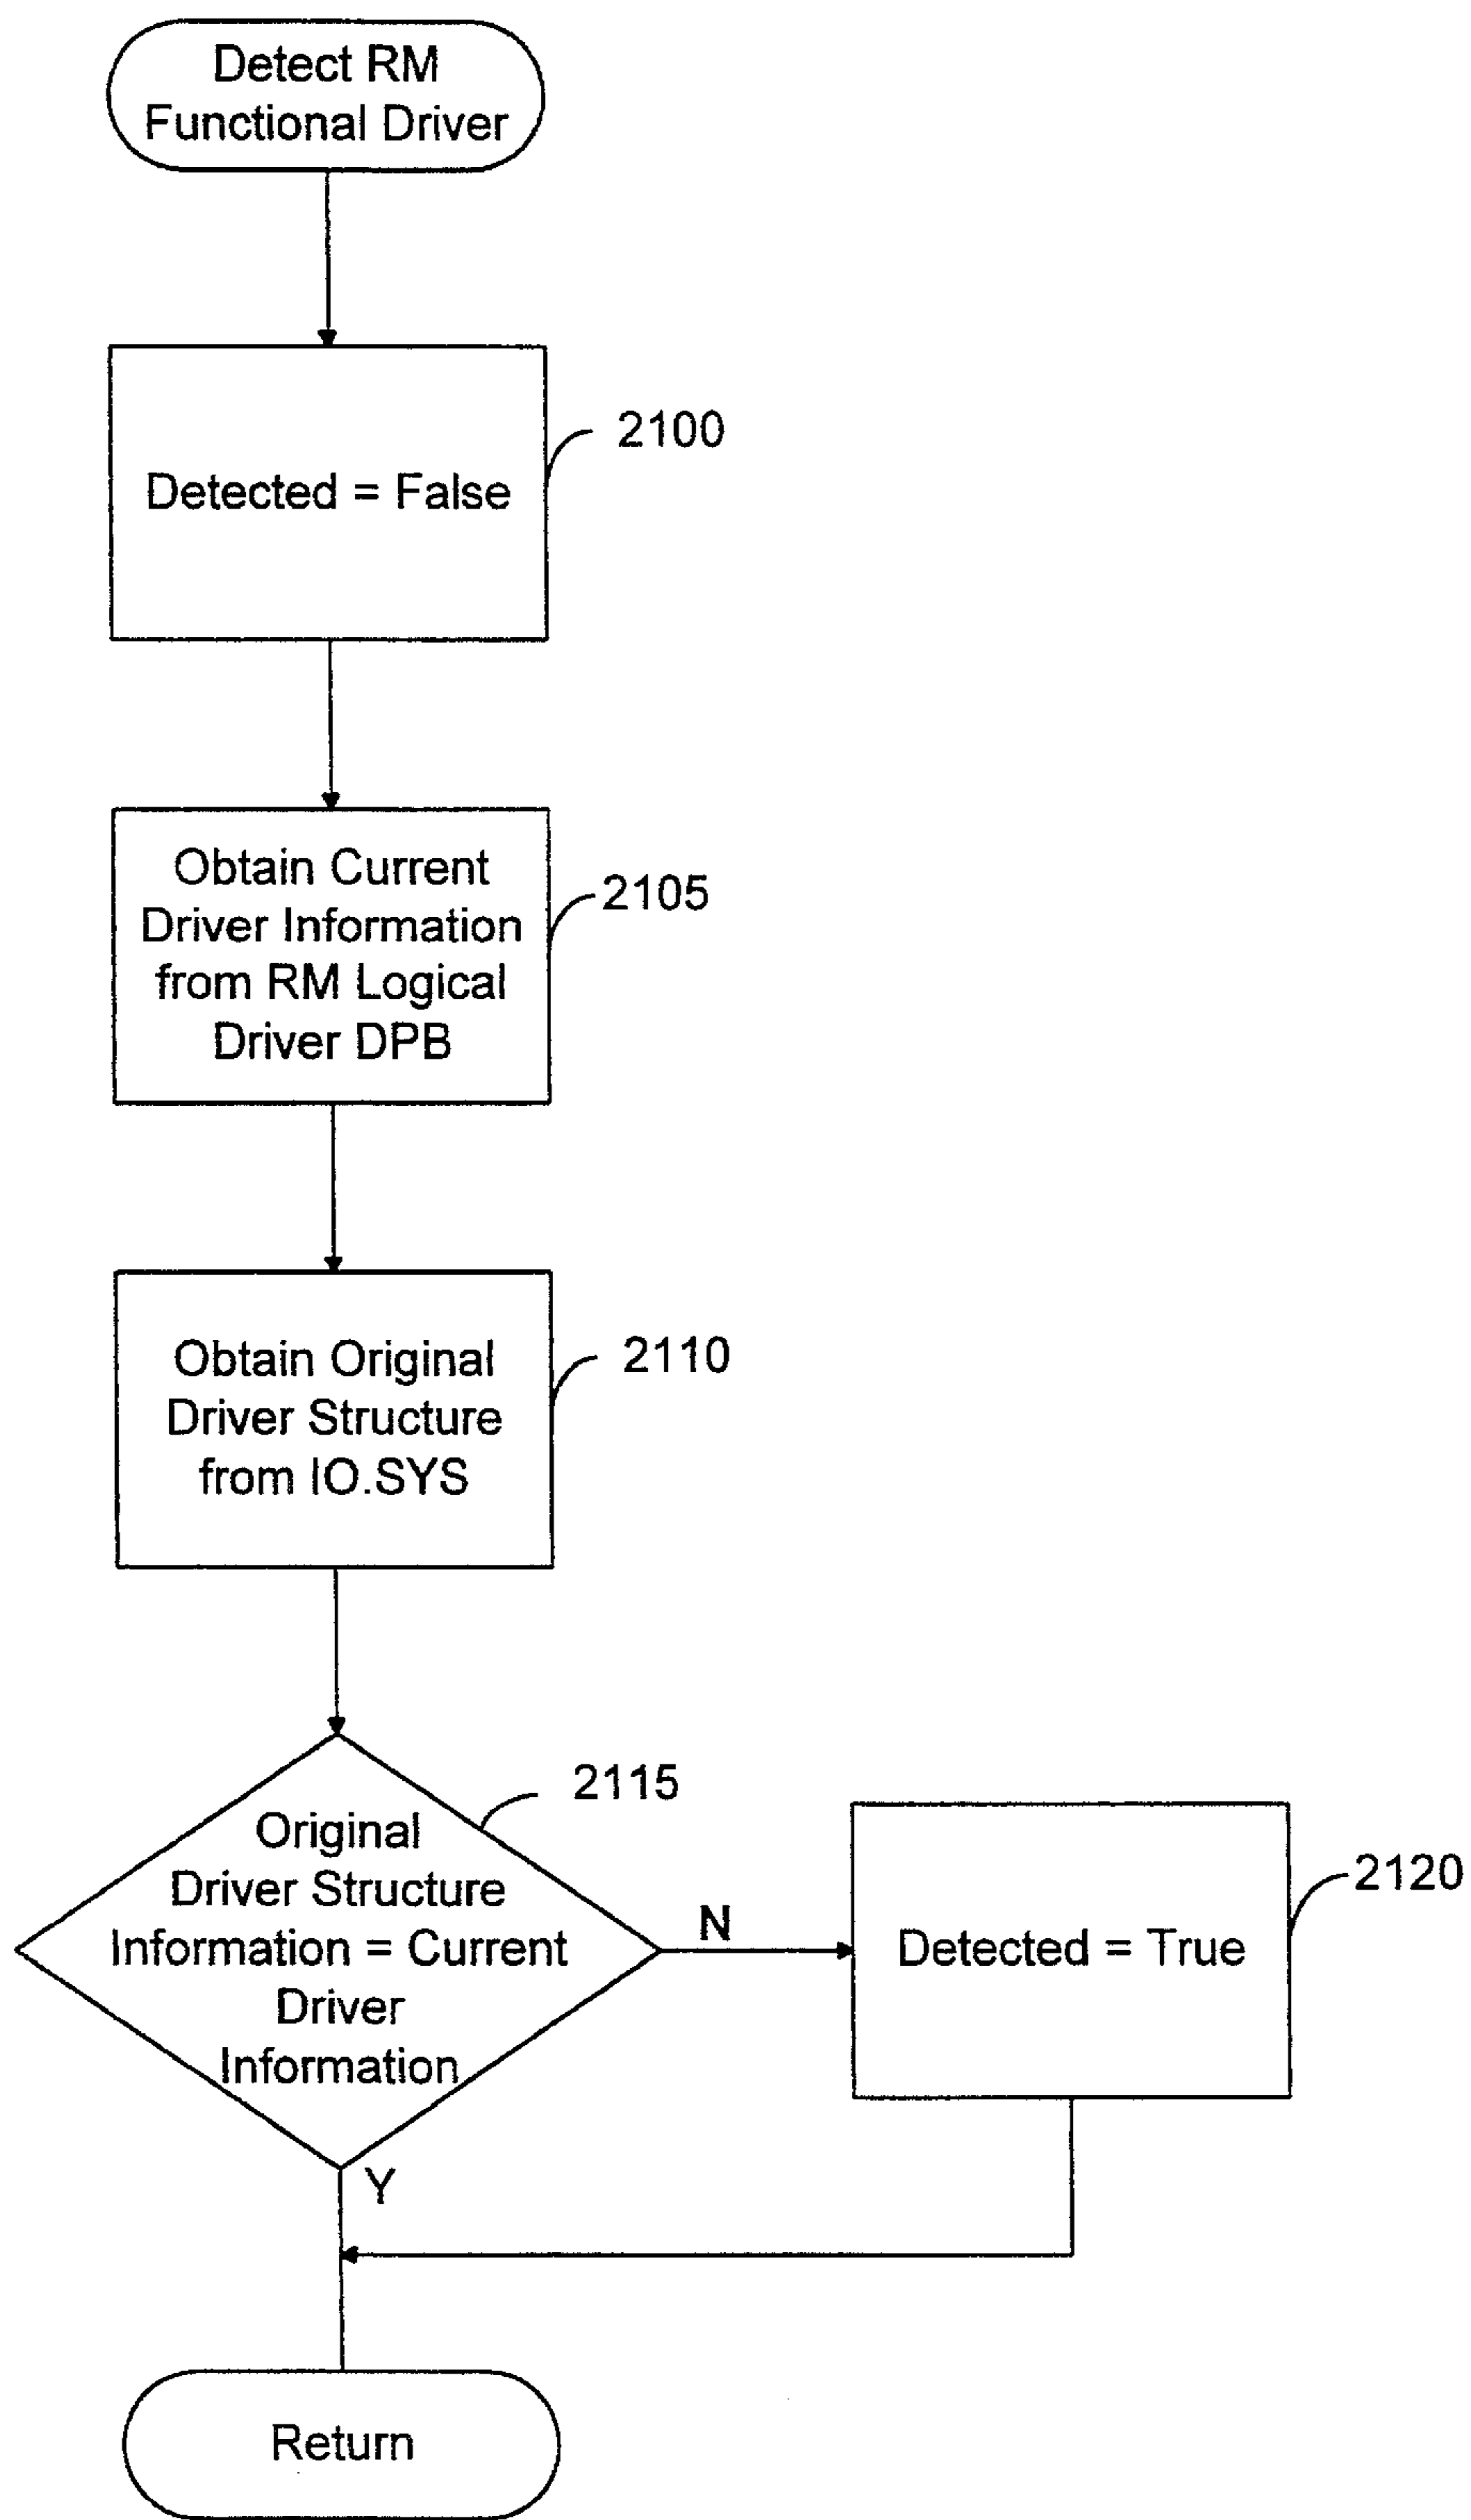 Detect RM
Functional Driver
2100
Detected = False
Obtain Current
Driver Information
from RM Logical
Driver DPB
2105
Obtain Original
Driver Structure
from IO.SYS
2110
2115
Original
Driver Structure
Information = Current
Driver
Information
N
Detected = True
2120
Y
Return